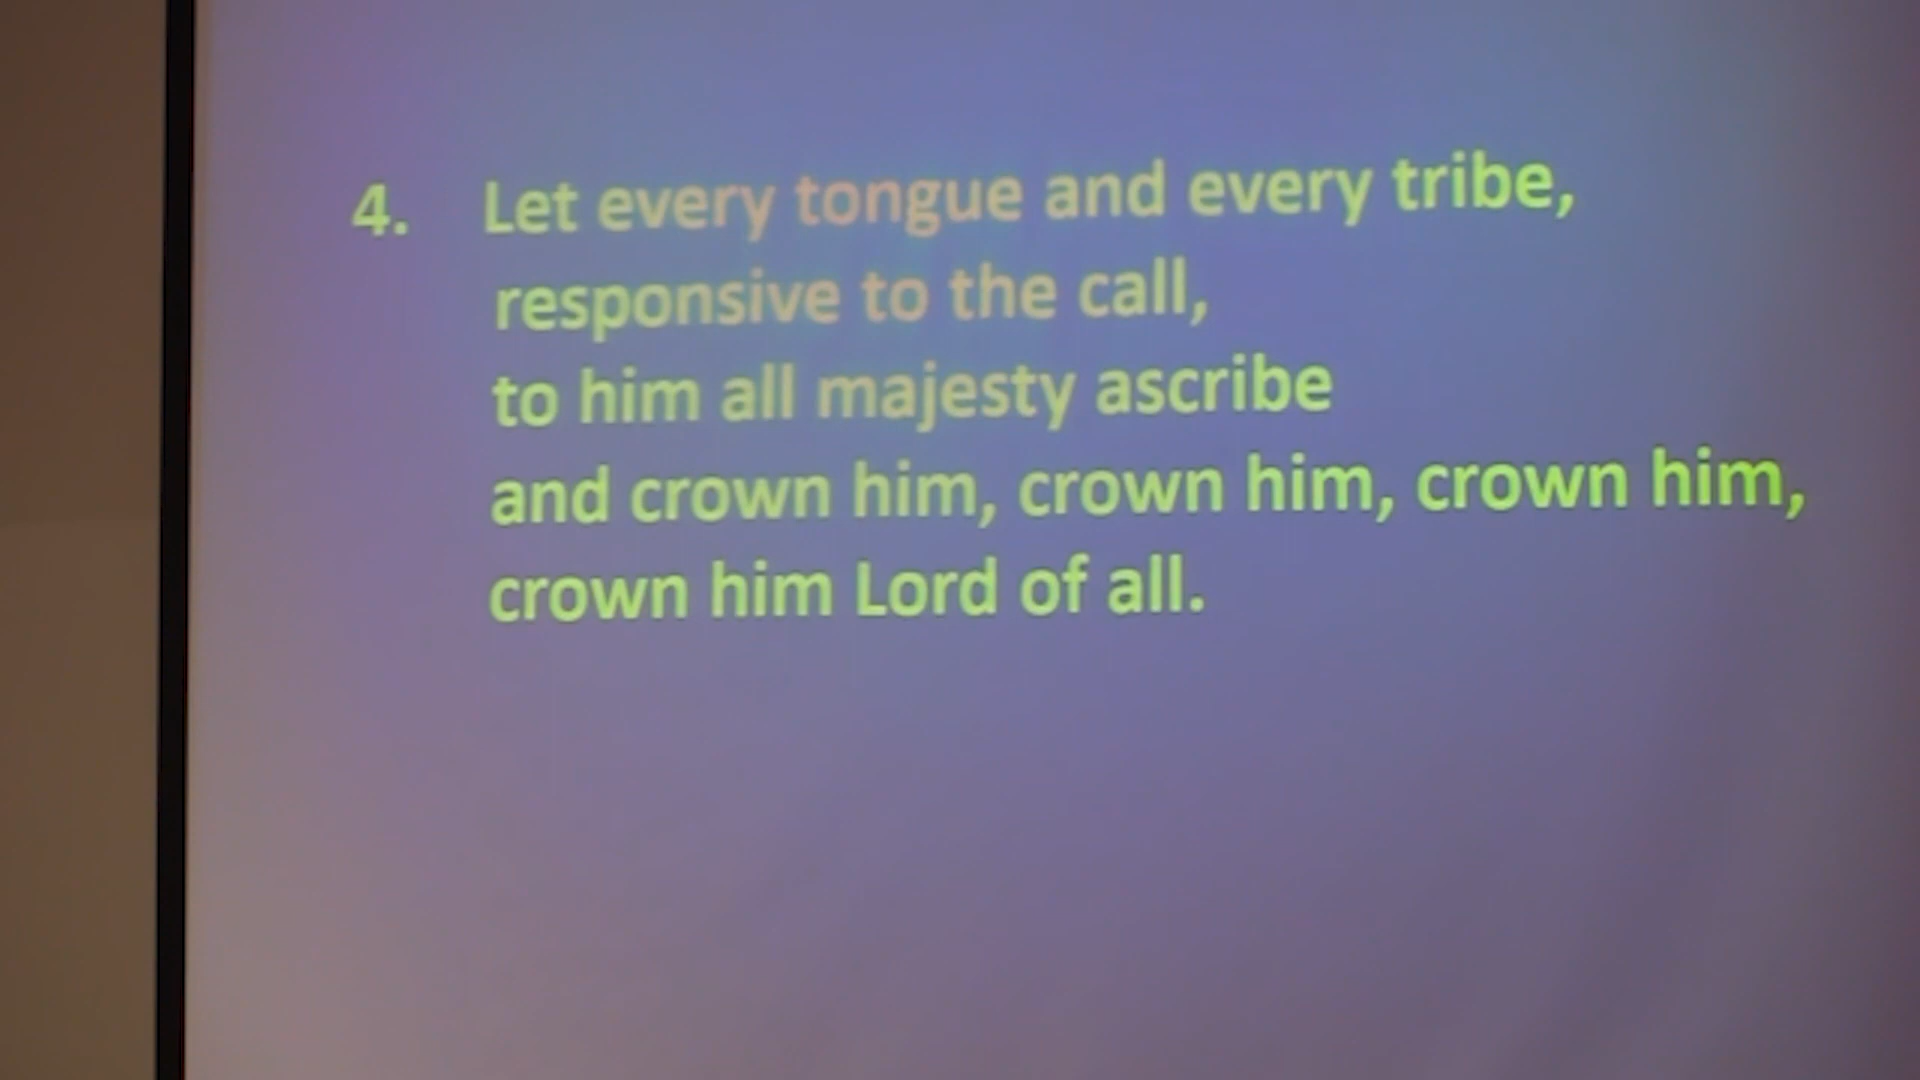 4. Let every tongue and every tribe,
responsive to the call,
to him all majesty ascribe
and crown him, crown him, crown him,
crown him Lord of all.